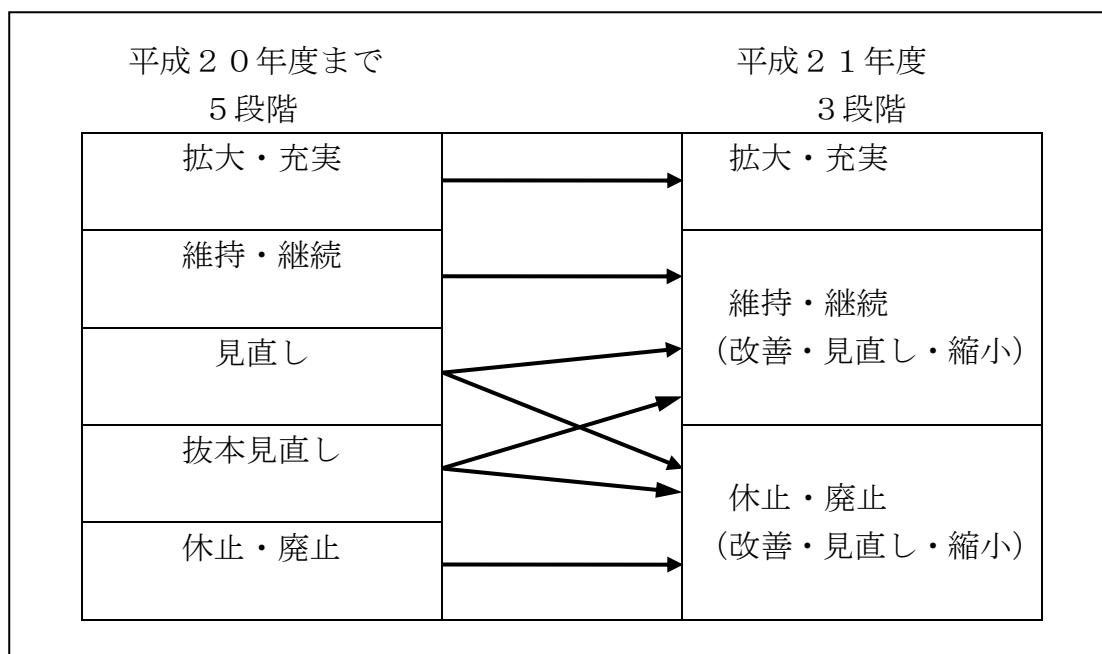 平成２０年度まで
５段階
拡大・充実
維持・継続
見直し
抜本見直し
休止・廃止
平成２１年度
３段階
拡大・充実
維持・継続
（改善・見直し・縮小）
休止・廃止
（改善・見直し・縮小）